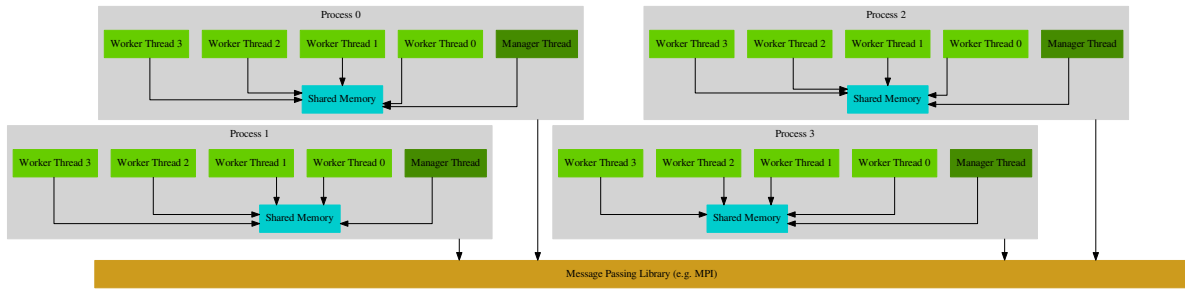 Process 0
Worker Thread 3
Worker Thread 2
Worker Thread 1
Worker Thread 0
Manager Thread
Shared Memory
Process 2
Worker Thread 3
Worker Thread 2
Worker Thread 1
Worker Thread 0
Manager Thread
Shared Memory
Process 1
Worker Thread 3
Worker Thread 2
Worker Thread 1
Worker Thread 0
Manager Thread
Shared Memory
Process 3
Worker Thread 3
Worker Thread 2
Worker Thread 1
Worker Thread 0
Manager Thread
Shared Memory
Message Passing Library (e.g. MPI)